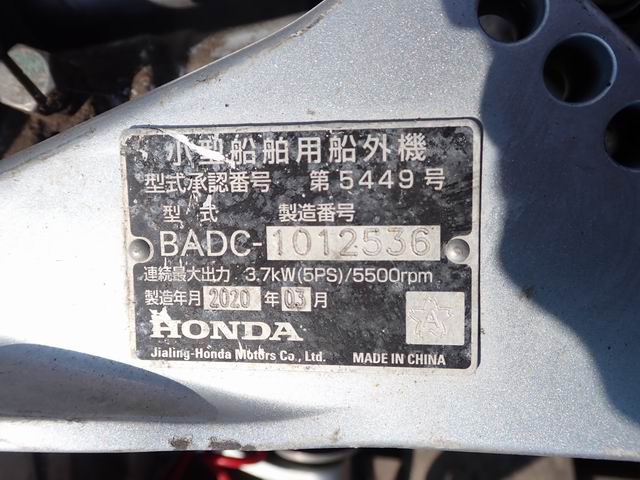 小型船舶用船外機
型式承認番号 第5449号
型式 製造番号
BADC-1012536
連続最大出力 3.7kW(5PS)/5500rpm
製造年月 2020 年 03 月
HONDA
Jialing-Honda Motors Co., Ltd. MADE IN CHINA